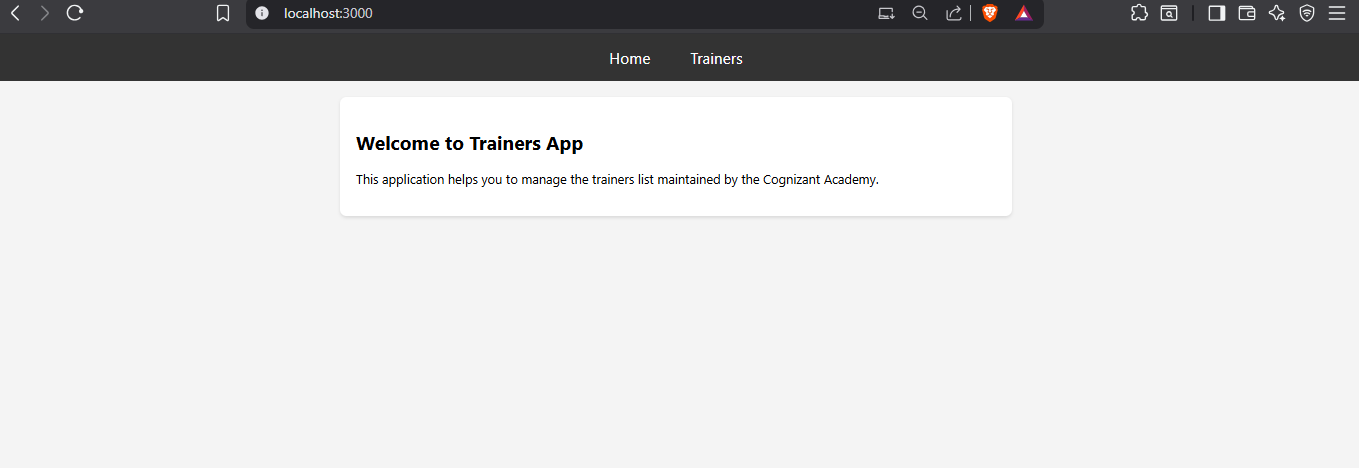 localhost:3000
Home Trainers
Welcome to Trainers App
This application helps you to manage the trainers list maintained by the Cognizant Academy.